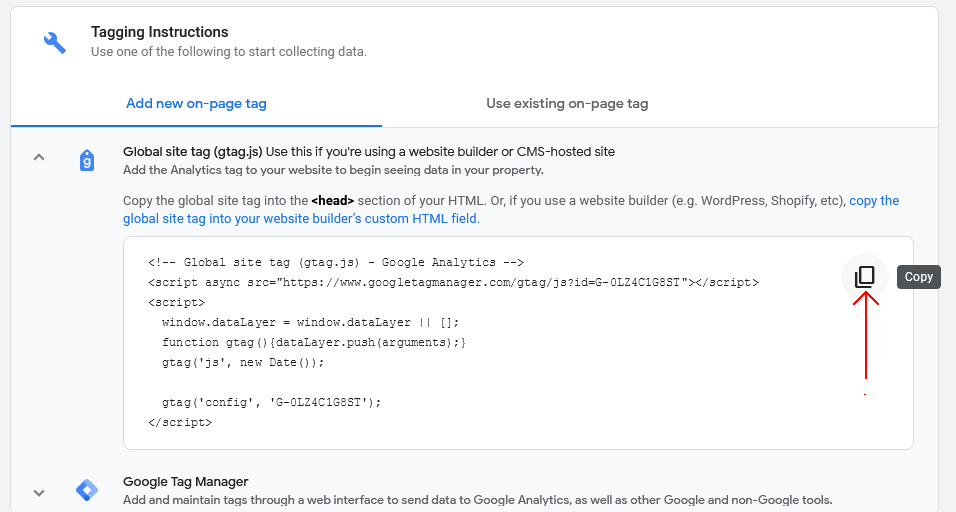 Tagging Instructions
Use one of the following to start collecting data.
Add new on-page tag
Use existing on-page tag
g
Global site tag (gtag.js) Use this if you're using a website builder or CMS-hosted site
Add the Analytics tag to your website to begin seeing data in your property.
Copy the global site tag into the <head> section of your HTML. Or, if you use a website builder (e.g. WordPress, Shopify, etc), copy the
global site tag into your website builder's custom HTML field.
<!-- Global site tag (gtag.js) - Google Analytics -->
<script async src="https://www.googletagmanager.com/gtag/js?id=G-0LZ4C1G8ST"></script>
<script>
window.dataLayer = window.dataLayer || [];
function gtag(){dataLayer.push(arguments);}
gtag('js', new Date());
gtag('config', 'G-0LZ4C1G8ST');
</script>
Copy
Google Tag Manager
Add and maintain tags through a web interface to send data to Google Analytics, as well as other Google and non-Google tools.